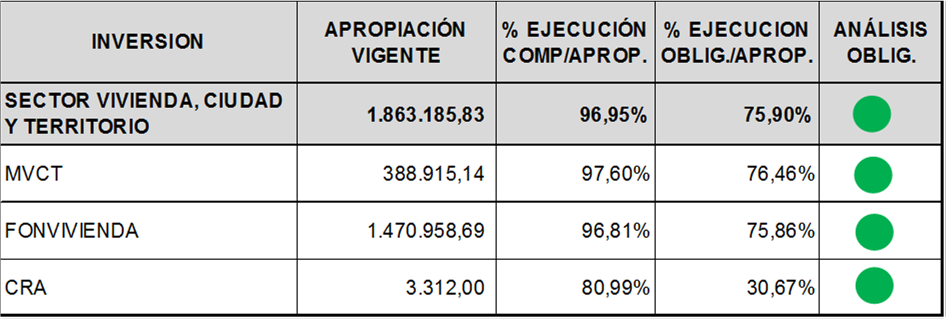 INVERSION APROPIACIÓN VIGENTE % EJECUCIÓN COMP/APROP. % EJECUCION OBLIG./APROP. ANÁLISIS OBLIG.
SECTOR VIVIENDA, CIUDAD Y TERRITORIO 1.863.185,83 96,95% 75,90%
MVCT 388.915,14 97,60% 76,46%
FONVIVIENDA 1.470.958,69 96,81% 75,86%
CRA 3.312,00 80,99% 30,67%